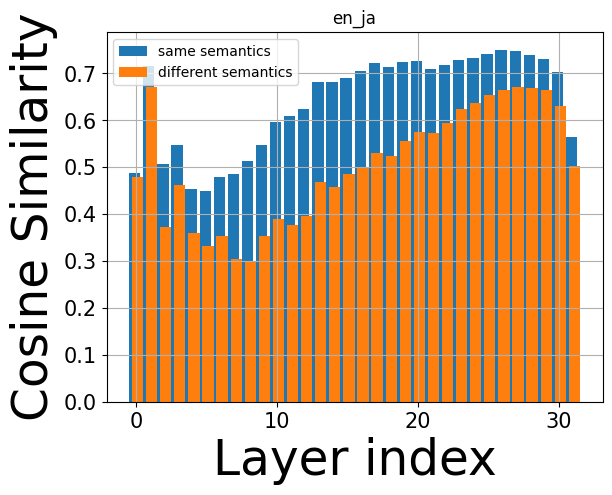 en_ja
same semantics
different semantics
Cosine Similarity
0.7
0.6
0.5
0.4
0.3
0.2
0.1
0.0
0 10 20 30
Layer index